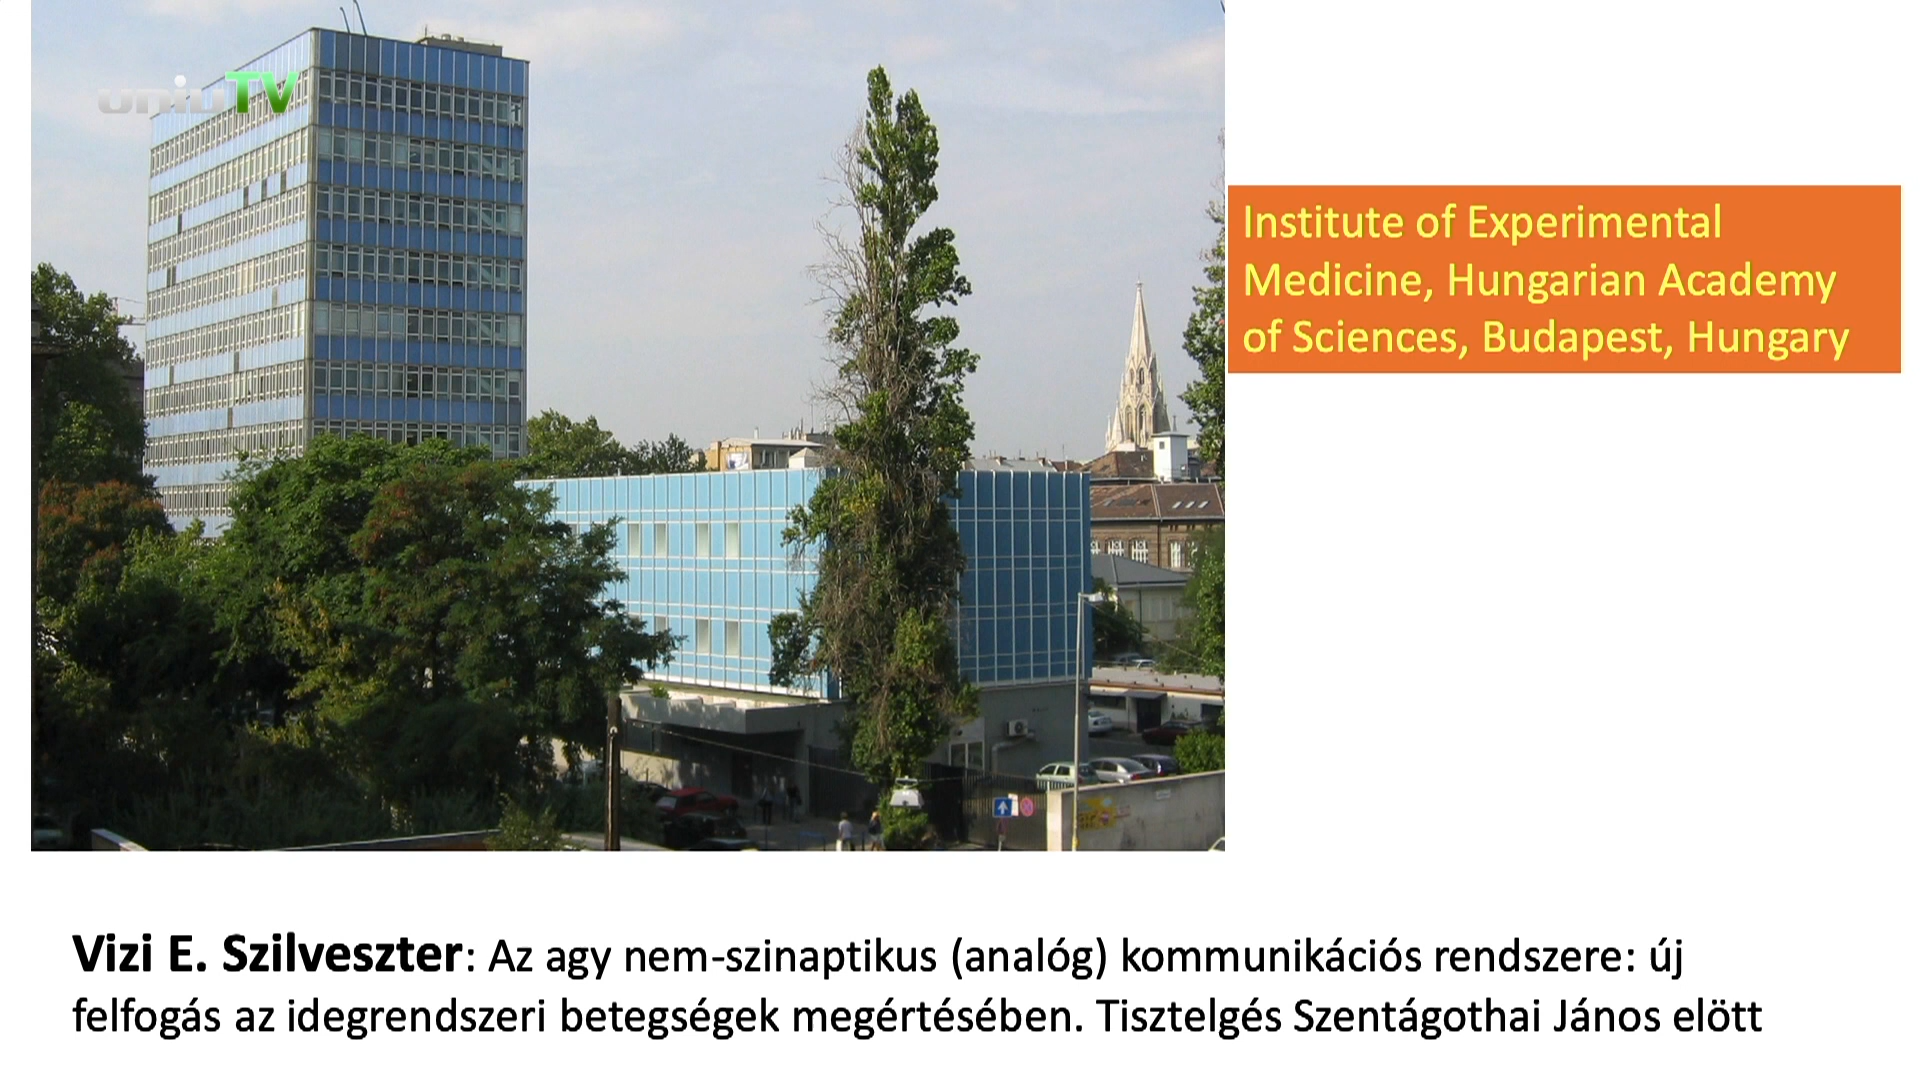 uniuTV
Institute of Experimental
Medicine, Hungarian Academy
of Sciences, Budapest, Hungary
Vizi E. Szilveszter: Az agy nem-szinaptikus (analóg) kommunikációs rendszere: új
felfogás az idegrendszeri betegségek megértésében. Tisztelgés Szentágothai János elött